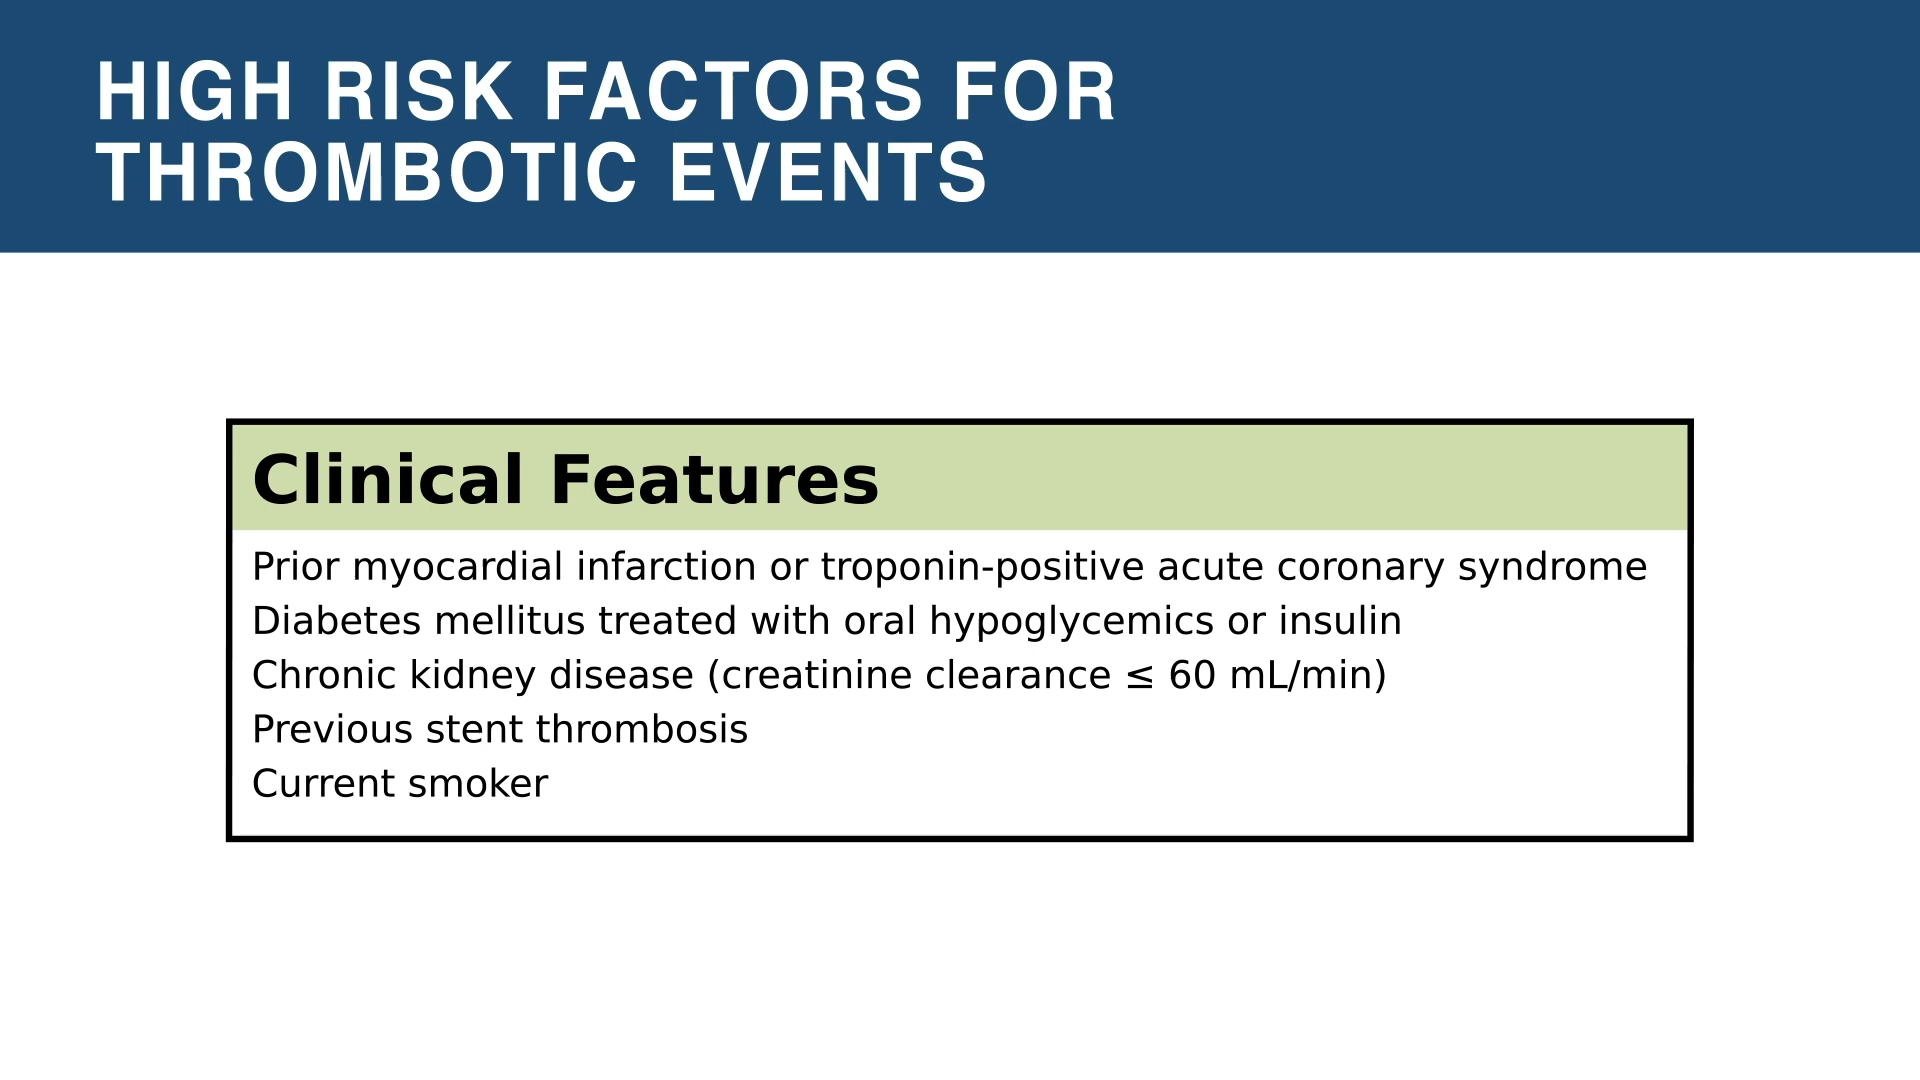 HIGH RISK FACTORS FOR
THROMBOTIC EVENTS
Clinical Features
Prior myocardial infarction or troponin-positive acute coronary syndrome
Diabetes mellitus treated with oral hypoglycemics or insulin
Chronic kidney disease (creatinine clearance ≤ 60 mL/min)
Previous stent thrombosis
Current smoker